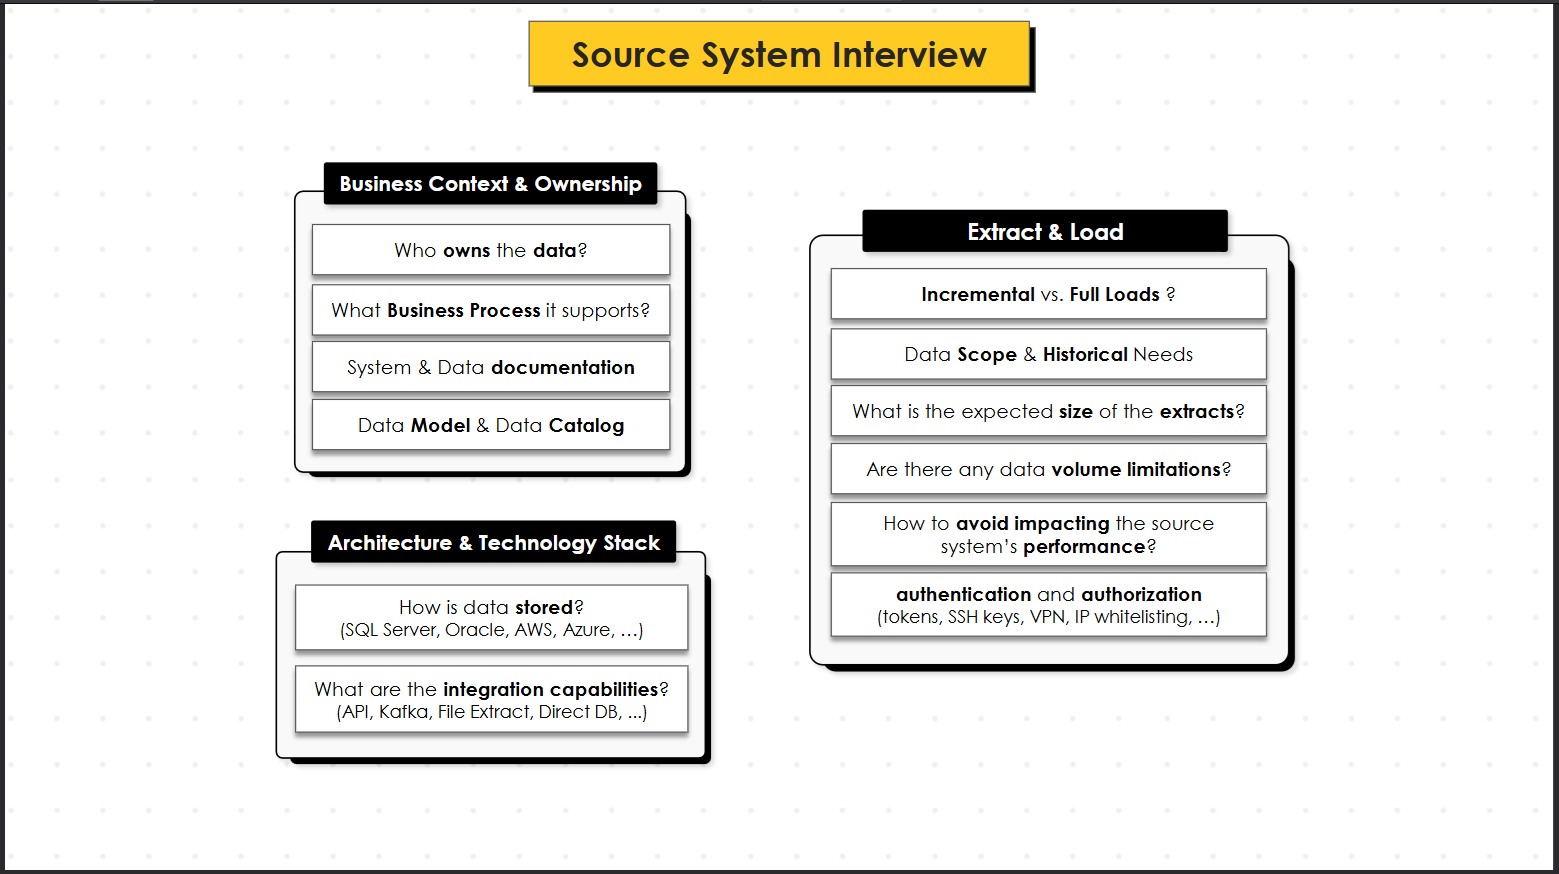 Source System Interview
Business Context & Ownership
Who owns the data?
What Business Process it supports?
System & Data documentation
Data Model & Data Catalog
Architecture & Technology Stack
How is data stored?
(SQL Server, Oracle, AWS, Azure, ...)
What are the integration capabilities?
(API, Kafka, File Extract, Direct DB, ...)
Extract & Load
Incremental vs. Full Loads ?
Data Scope & Historical Needs
What is the expected size of the extracts?
Are there any data volume limitations?
How to avoid impacting the source
system's performance?
authentication and authorization
(tokens, SSH keys, VPN, IP whitelisting, ...)